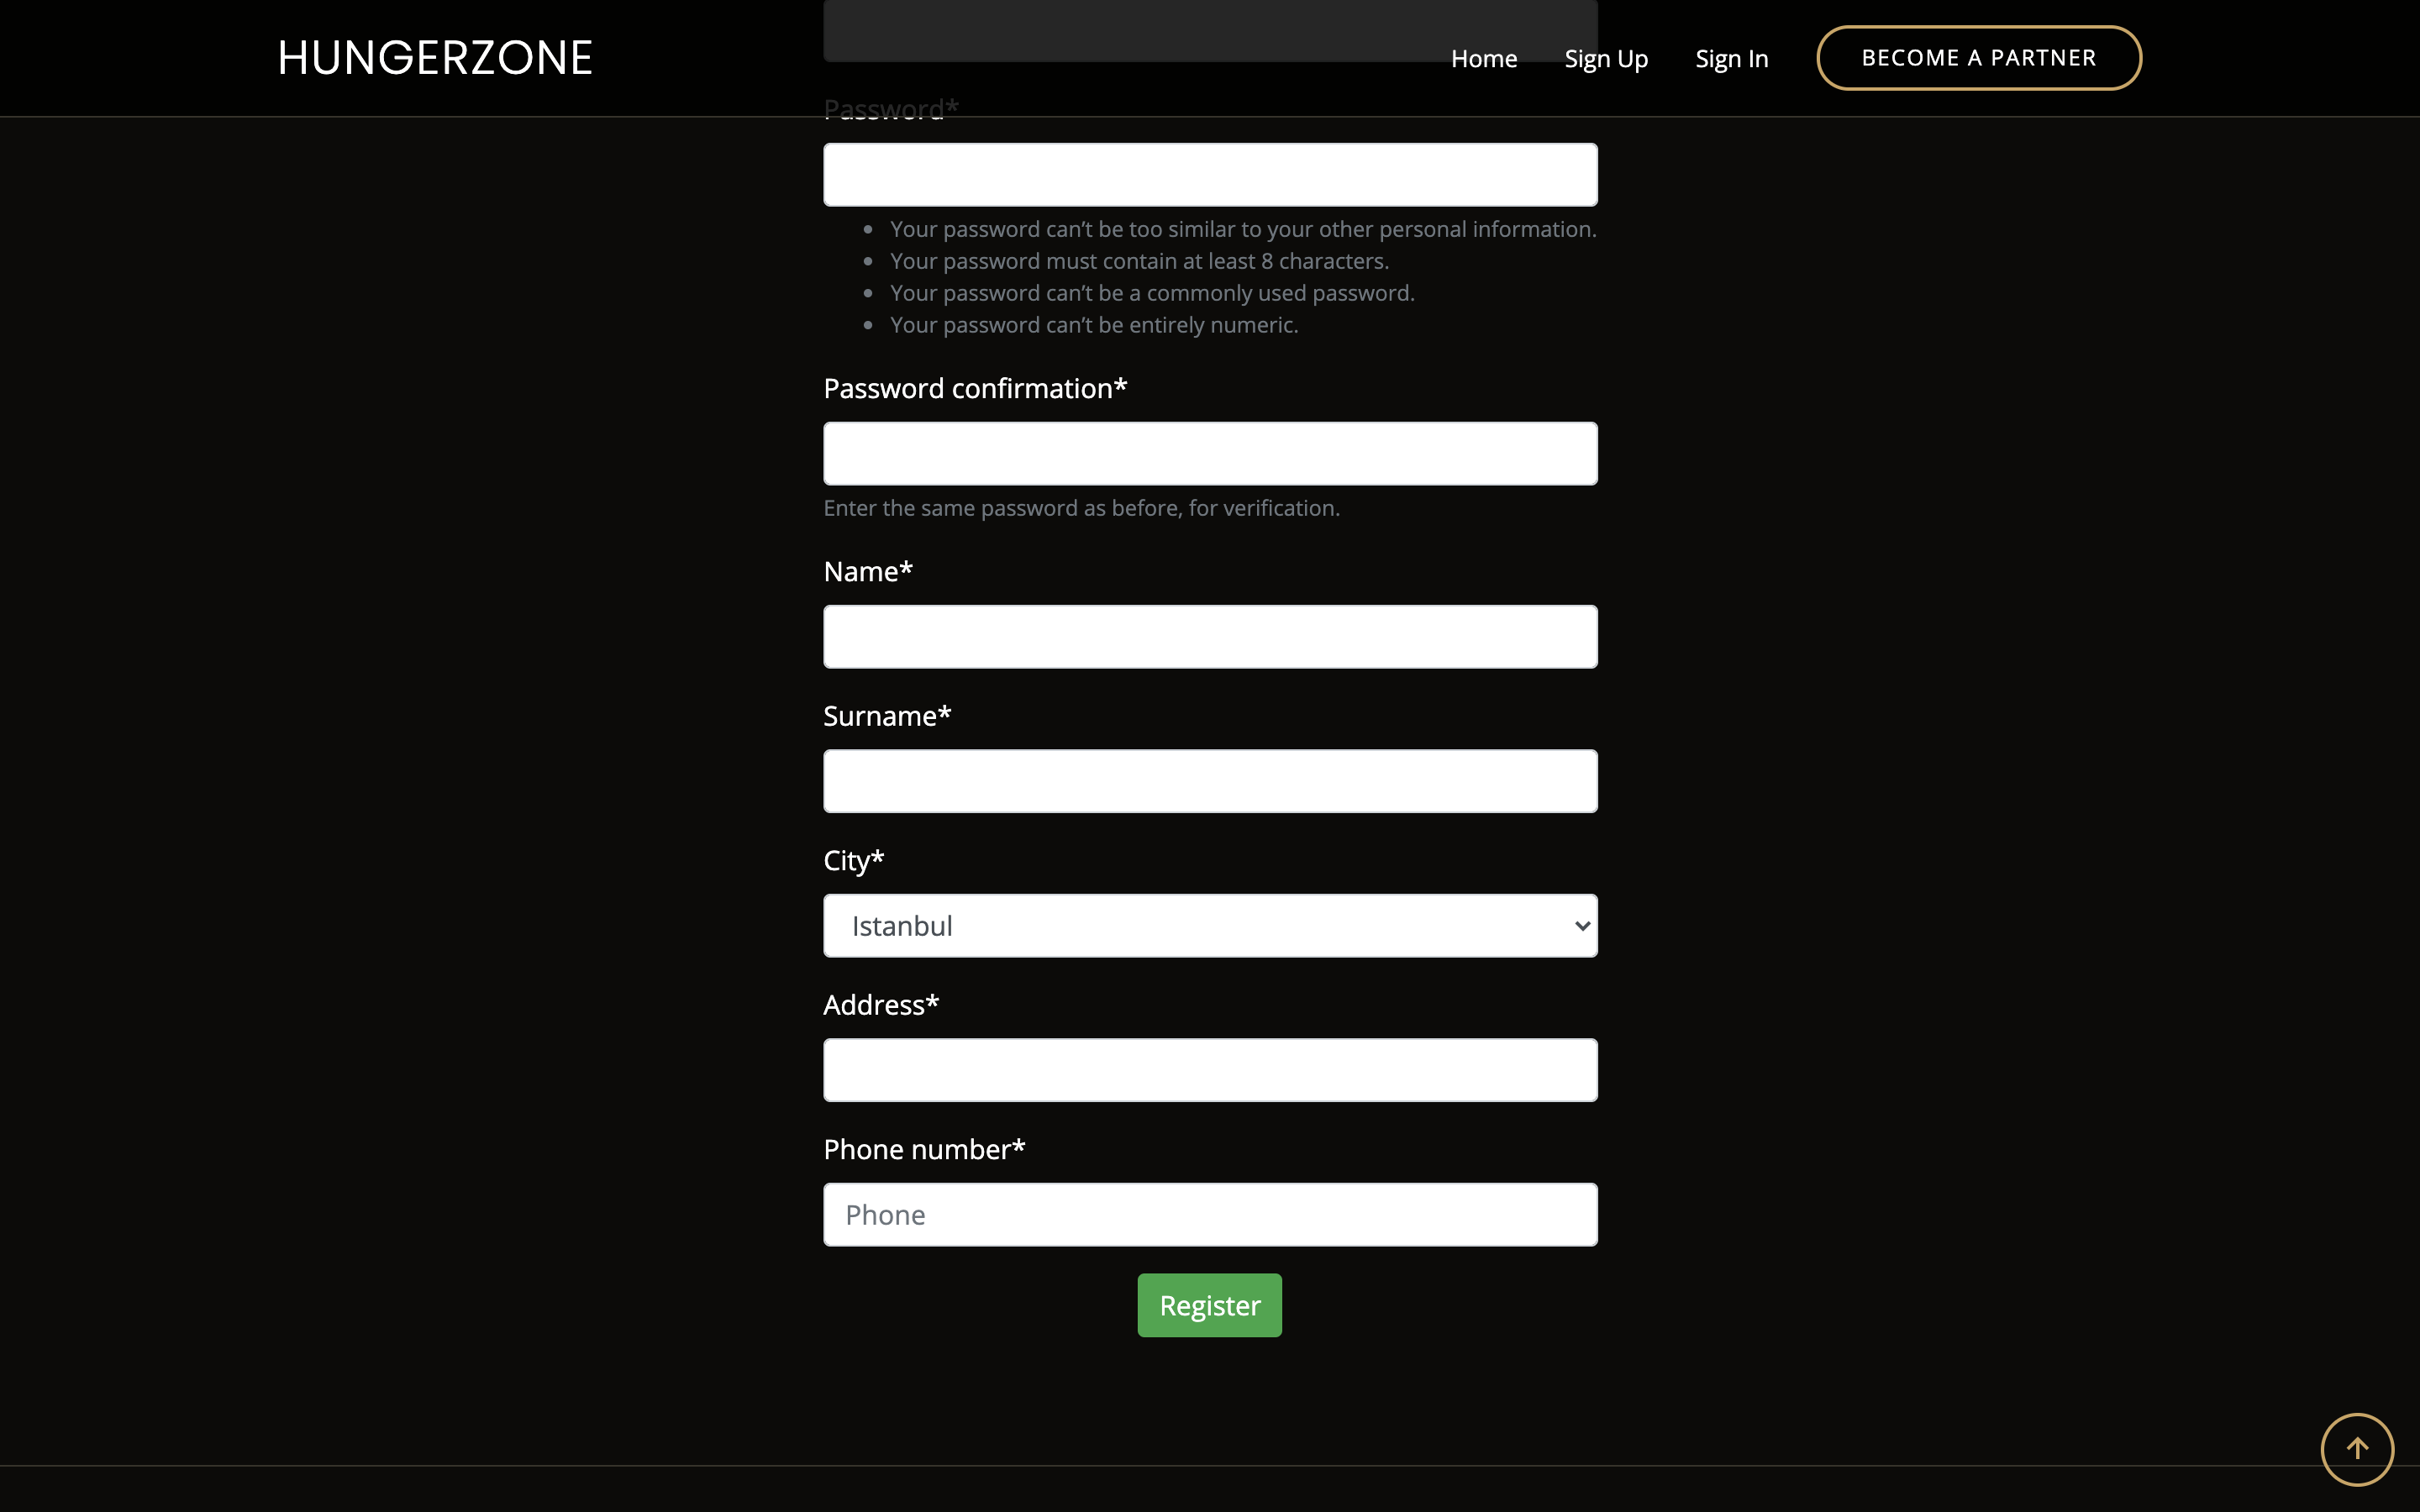 HUNGERZONE
Home Sign Up Sign In BECOME A PARTNER
Password*
Your password can’t be too similar to your other personal information.
Your password must contain at least 8 characters.
Your password can’t be a commonly used password.
Your password can’t be entirely numeric.
Password confirmation*
Enter the same password as before, for verification.
Name*
Surname*
City*
Istanbul
Address*
Phone number*
Phone
Register